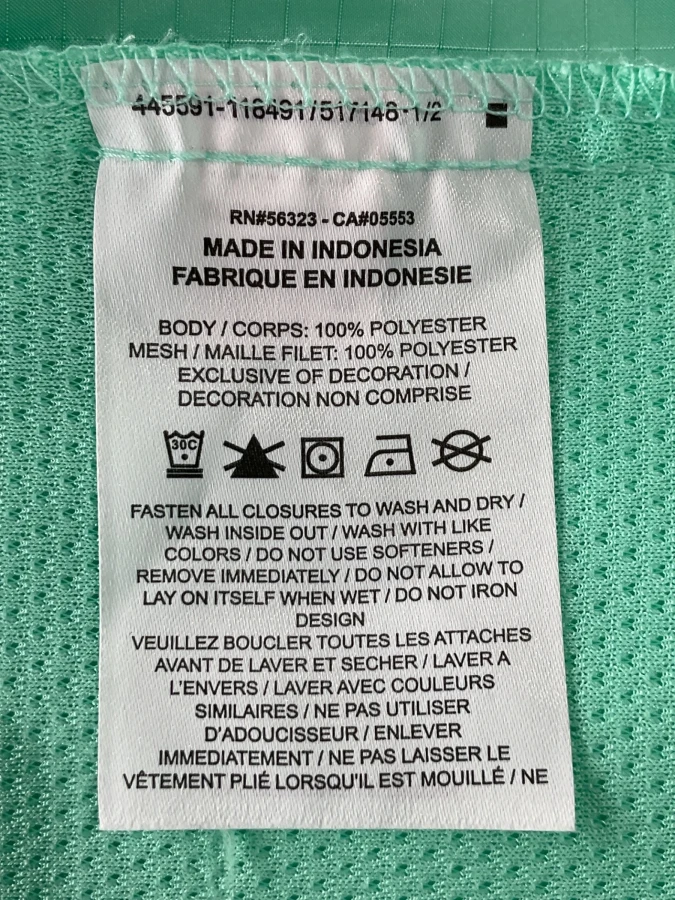 445591-118491/517148-1/2
RN#56323 - CA#05553
MADE IN INDONESIA
FABRIQUE EN INDONESIE
BODY / CORPS: 100% POLYESTER
MESH / MAILLE FILET: 100% POLYESTER
EXCLUSIVE OF DECORATION /
DECORATION NON COMPRISE
30C
FASTEN ALL CLOSURES TO WASH AND DRY /
WASH INSIDE OUT / WASH WITH LIKE
COLORS / DO NOT USE SOFTENERS /
REMOVE IMMEDIATELY / DO NOT ALLOW TO
LAY ON ITSELF WHEN WET / DO NOT IRON
DESIGN
VEUILLEZ BOUCLER TOUTES LES ATTACHES
AVANT DE LAVER ET SECHER / LAVER A
L'ENVERS / LAVER AVEC COULEURS
SIMILAIRES / NE PAS UTILISER
D'ADOUCISSEUR / ENLEVER
IMMEDIATEMENT / NE PAS LAISSER LE
VÊTEMENT PLIÉ LORSQU'IL EST MOUILLÉ / NE